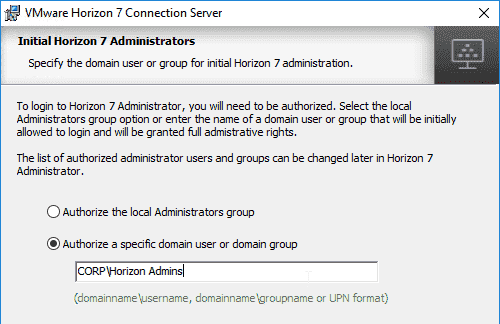 VMware Horizon 7 Connection Server
Initial Horizon 7 Administrators
Specify the domain user or group for initial Horizon 7 administration.
To login to Horizon 7 Administrator, you will need to be authorized. Select the local
Administrators group option or enter the name of a domain user or group that will be initially
allowed to login and will be granted full admistrative rights.
The list of authorized administrator users and groups can be changed later in Horizon 7
Administrator.
Authorize the local Administrators group
Authorize a specific domain user or domain group
CORP\Horizon Admins
(domainname\username, domainname\groupname or UPN format)